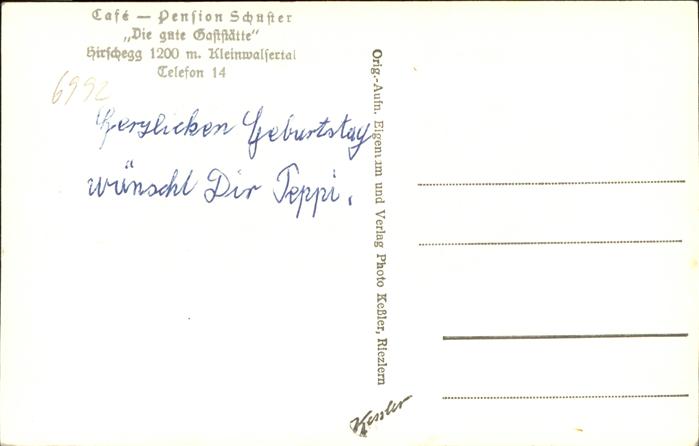 Café — Pension Schuster
„Die gute Gaststätte“
Hirschegg 1200 m. Kleinwalsertal
Telefon 14
6992
Herzlichen Geburtstag
wünscht Dir Peppi.
Orig.-Aufn. Eigentum und Verlag Photo Keßler, Riezlern
Kessler